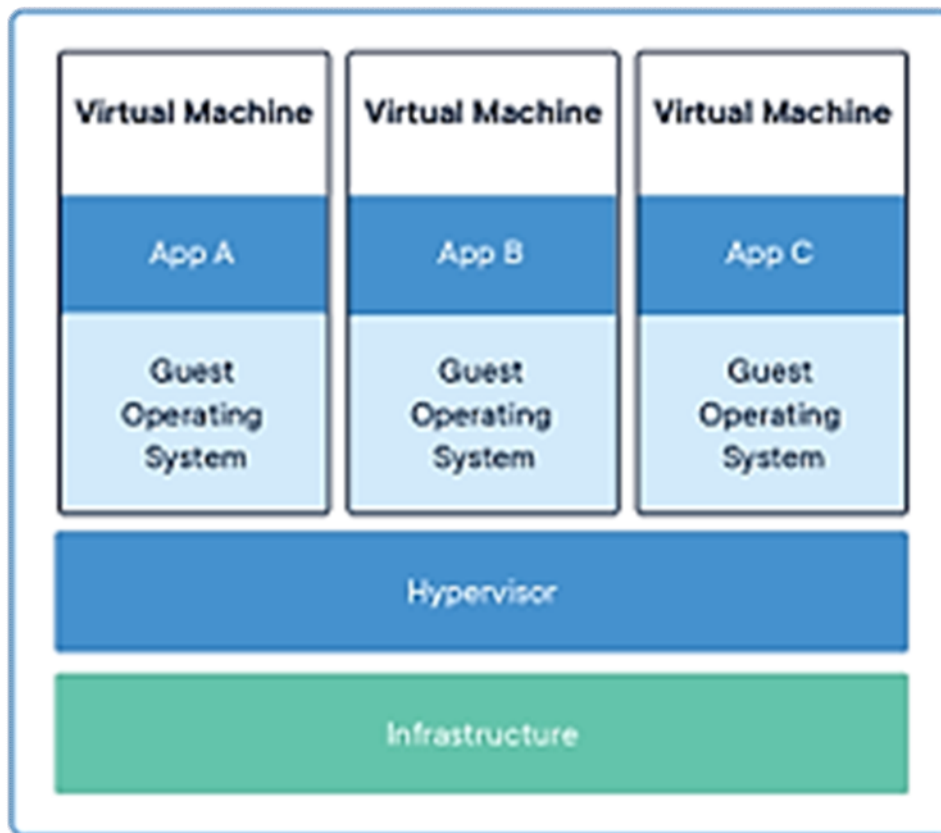 Virtual Machine
App A
Guest
Operating
System
Virtual Machine
App B
Guest
Operating
System
Virtual Machine
App C
Guest
Operating
System
Hypervisor
Infrastructure